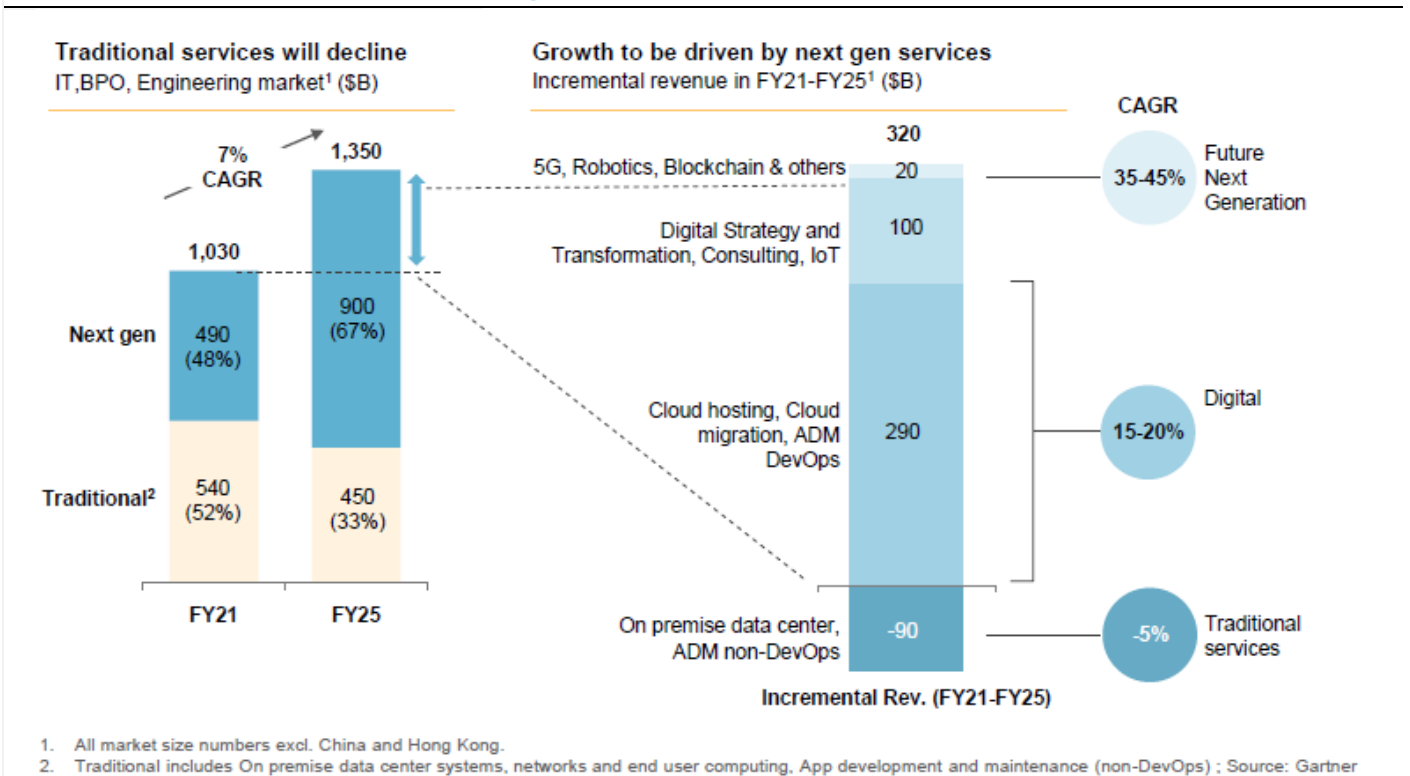 Traditional services will decline
IT,BPO, Engineering market1 ($B)
7%
CAGR
1,350
1,030
Next gen
490
(48%)
900
(67%)
Traditional2
540
(52%)
450
(33%)
FY21
FY25
Growth to be driven by next gen services
Incremental revenue in FY21-FY251 ($B)
CAGR
320
5G, Robotics, Blockchain & others
20
35-45%
Future
Next
Generation
Digital Strategy and
Transformation, Consulting, IoT
100
Cloud hosting, Cloud
migration, ADM
DevOps
290
15-20%
Digital
On premise data center,
ADM non-DevOps
-90
-5%
Traditional
services
Incremental Rev. (FY21-FY25)
1. All market size numbers excl. China and Hong Kong.
2. Traditional includes On premise data center systems, networks and end user computing, App development and maintenance (non-DevOps) ; Source: Gartner